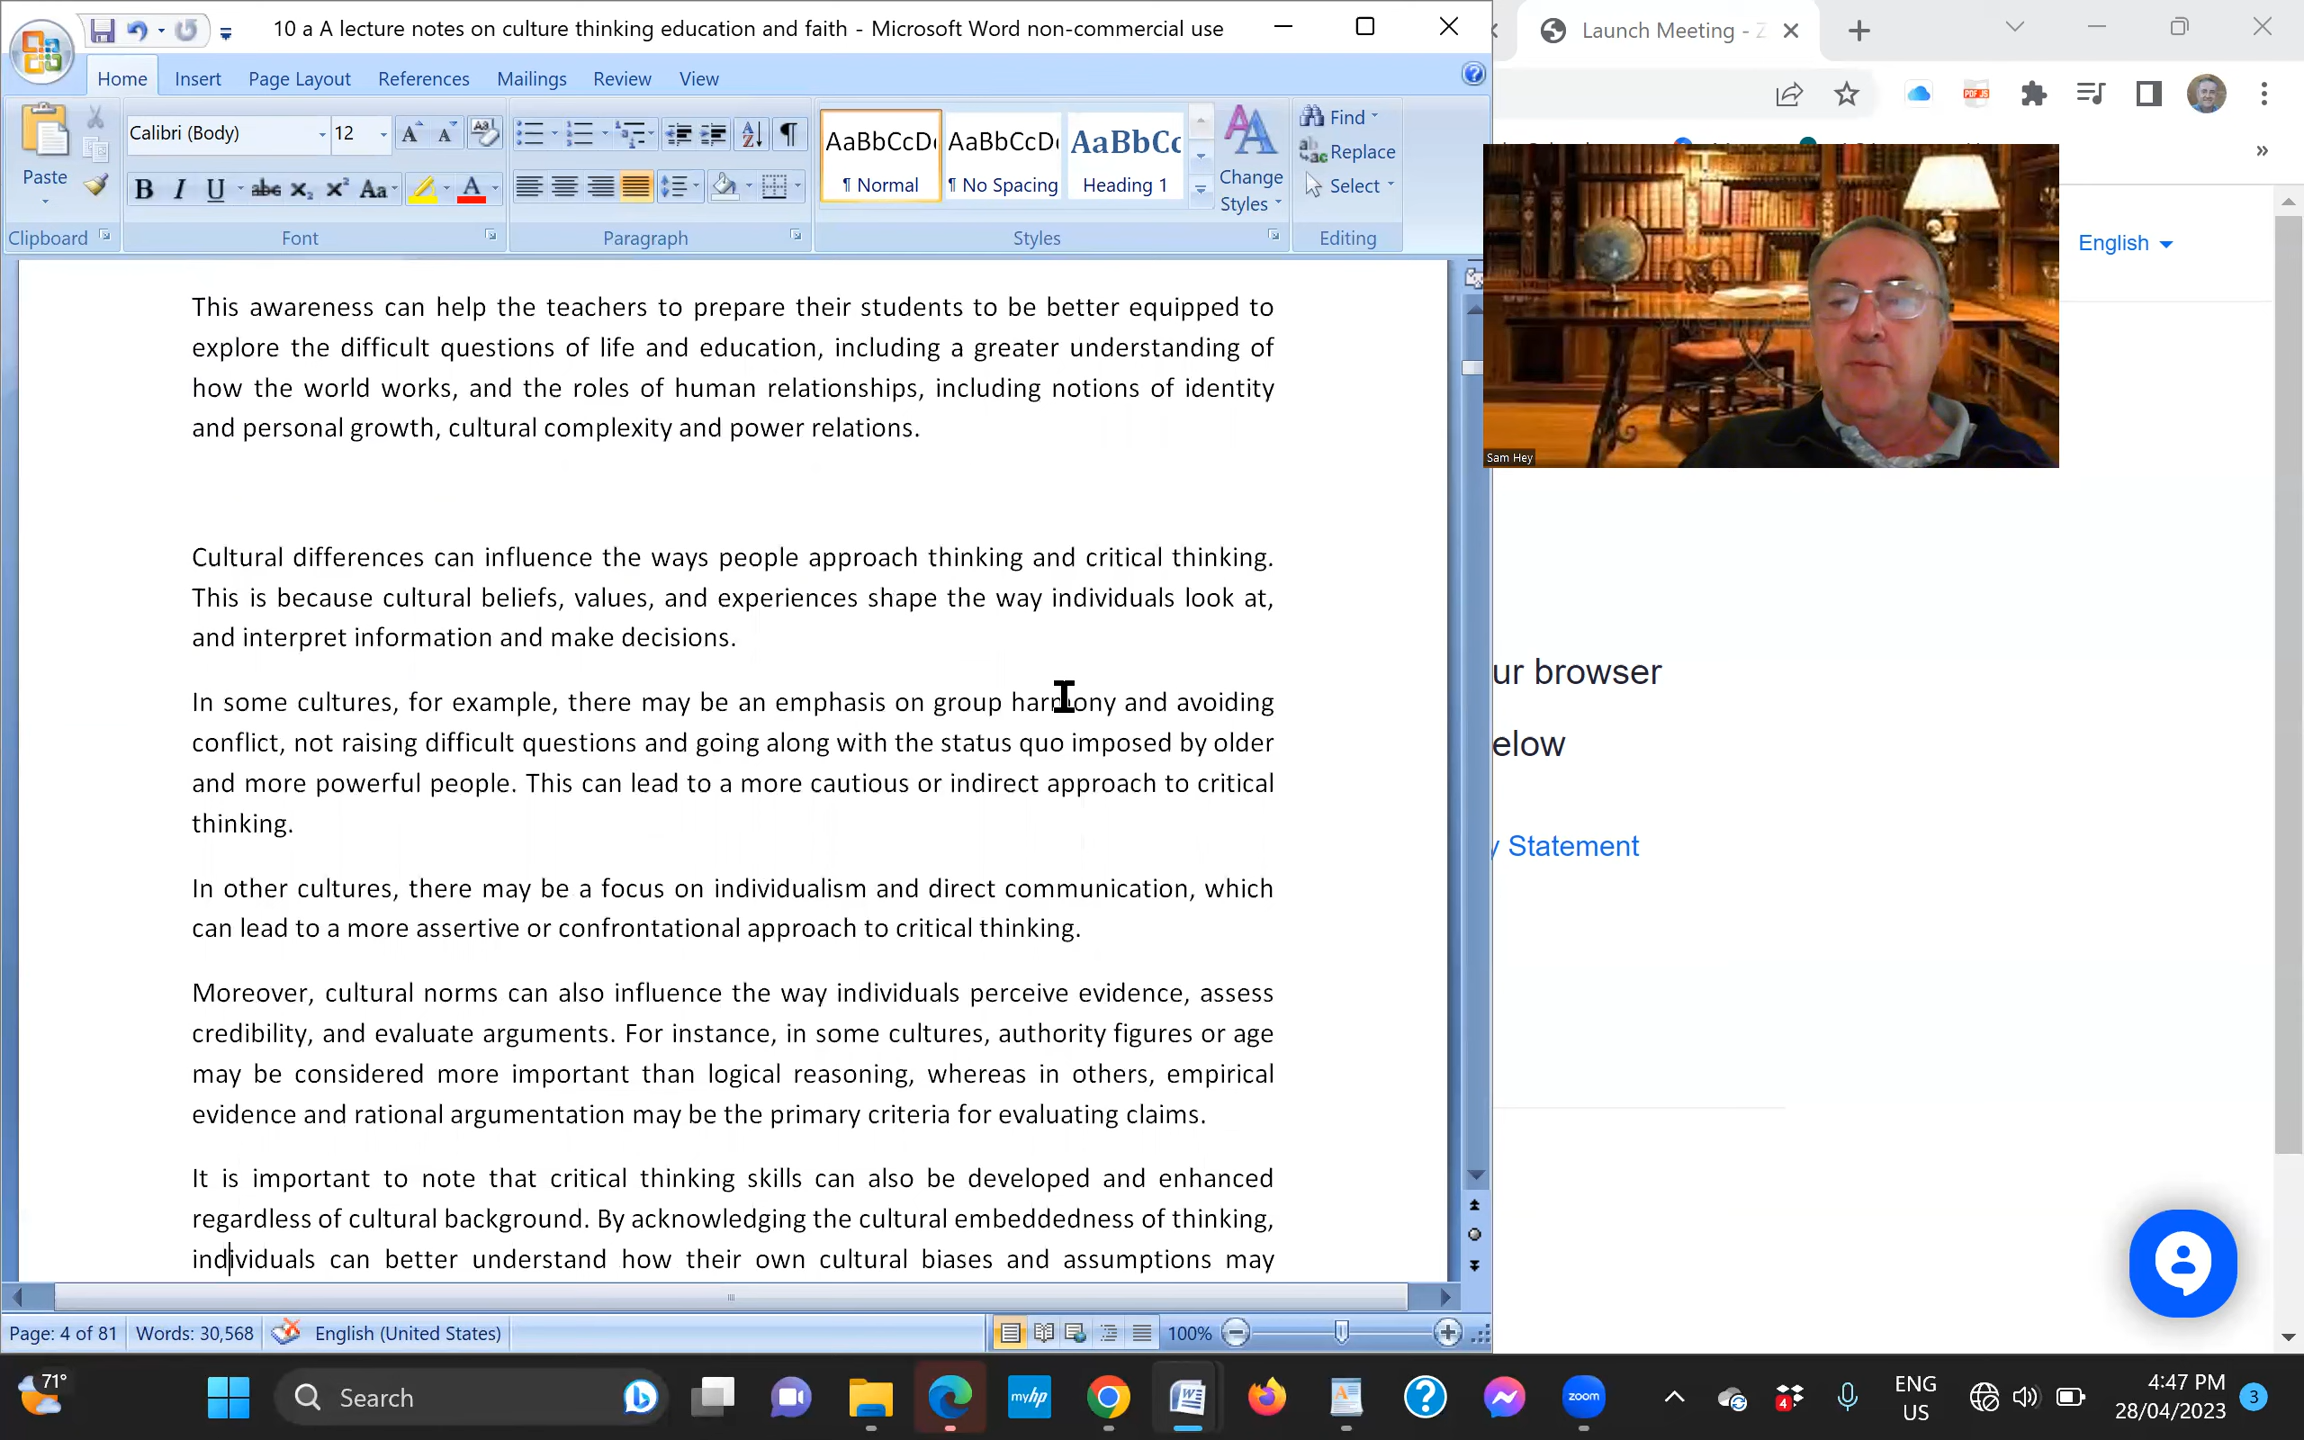 10 a A lecture notes on culture thinking education and faith - Microsoft Word non-commercial use
Launch Meeting - Z
Home Insert Page Layout References Mailings Review View
Calibri (Body) 12
Paste
B I U abc x₂ x² Aa A
Clipboard Font Paragraph Styles Editing
AaBbCcD AaBbCcD AaBbCc
¶ Normal ¶ No Spacing Heading 1
Change
Styles
Find
Replace
Select
English
Sam Hey
This awareness can help the teachers to prepare their students to be better equipped to
explore the difficult questions of life and education, including a greater understanding of
how the world works, and the roles of human relationships, including notions of identity
and personal growth, cultural complexity and power relations.
Cultural differences can influence the ways people approach thinking and critical thinking.
This is because cultural beliefs, values, and experiences shape the way individuals look at,
and interpret information and make decisions.
In some cultures, for example, there may be an emphasis on group harmony and avoiding
conflict, not raising difficult questions and going along with the status quo imposed by older
and more powerful people. This can lead to a more cautious or indirect approach to critical
thinking.
In other cultures, there may be a focus on individualism and direct communication, which
can lead to a more assertive or confrontational approach to critical thinking.
Moreover, cultural norms can also influence the way individuals perceive evidence, assess
credibility, and evaluate arguments. For instance, in some cultures, authority figures or age
may be considered more important than logical reasoning, whereas in others, empirical
evidence and rational argumentation may be the primary criteria for evaluating claims.
It is important to note that critical thinking skills can also be developed and enhanced
regardless of cultural background. By acknowledging the cultural embeddedness of thinking,
individuals can better understand how their own cultural biases and assumptions may
ur browser
elow
y Statement
Page: 4 of 81 Words: 30,568 English (United States) 100%
71° Search myhp zoom 4 ENG
US
4:47 PM
28/04/2023
3